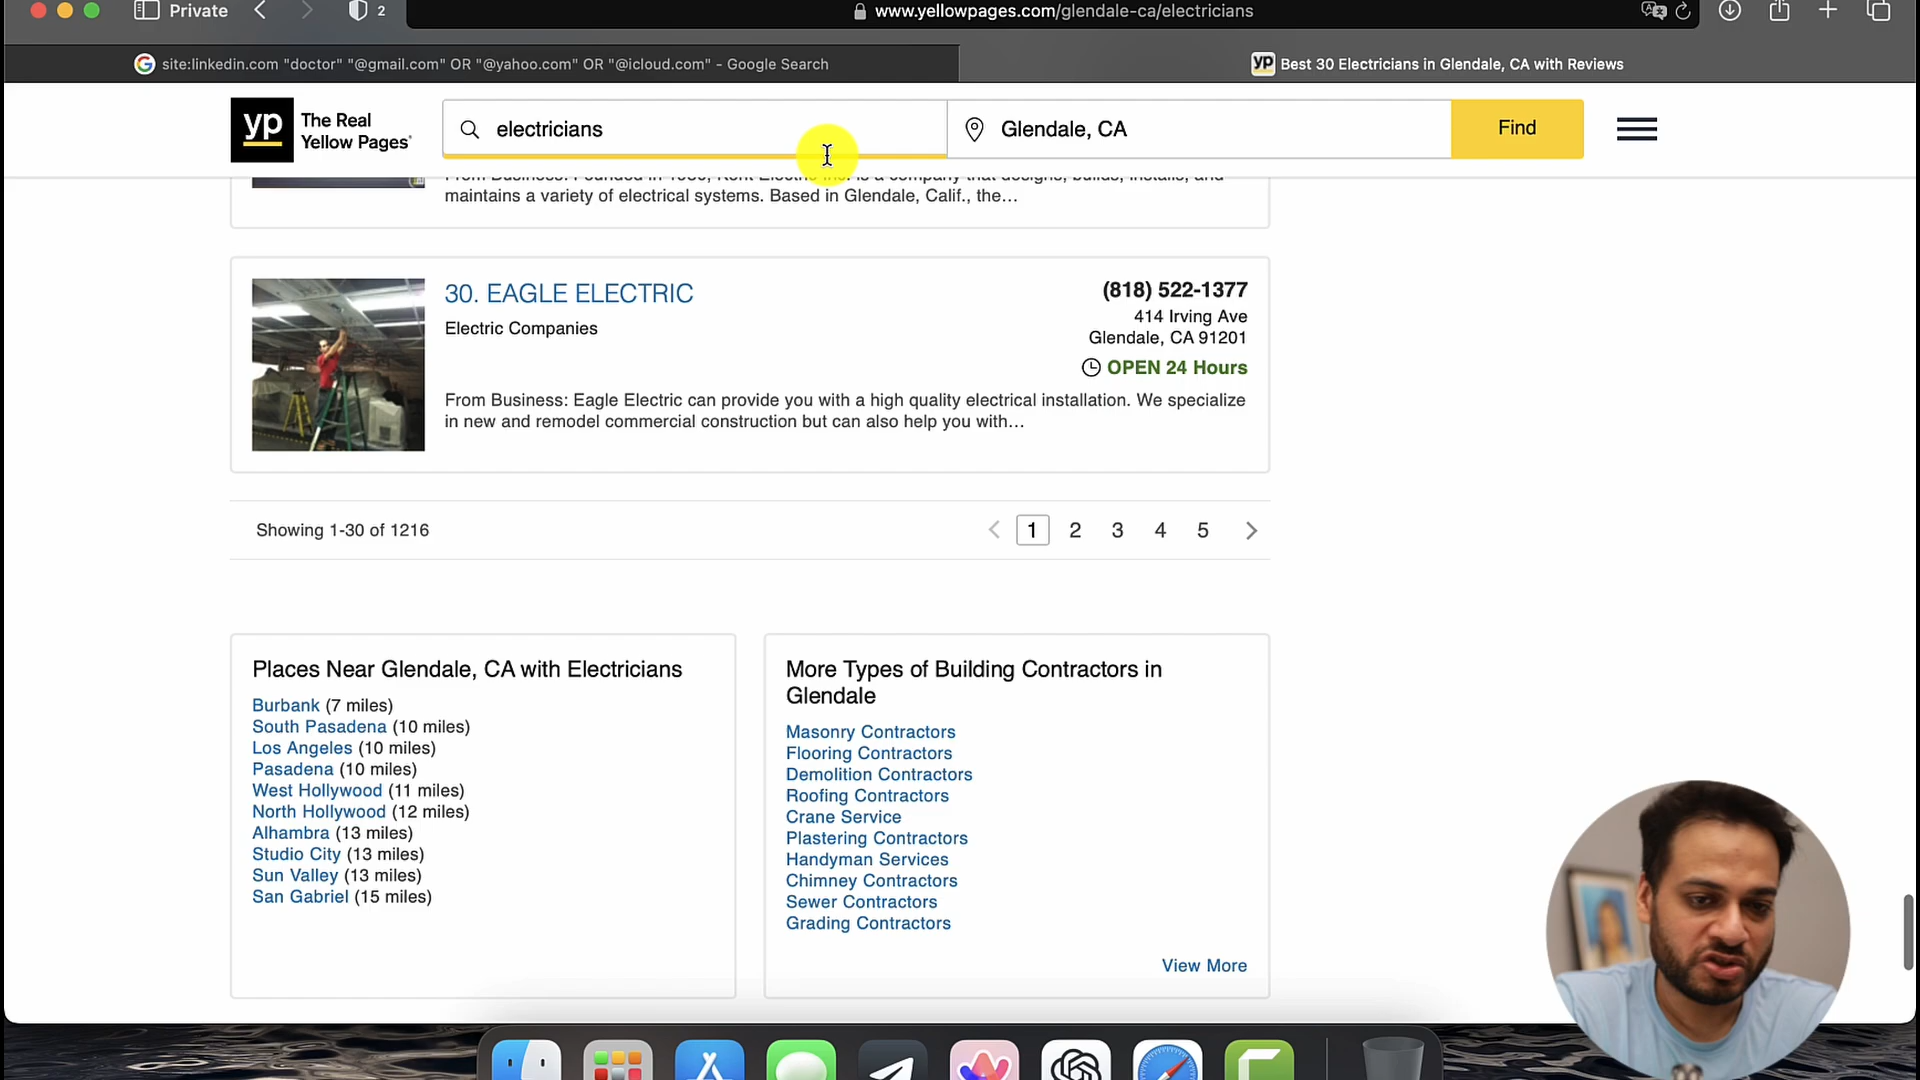 Private
2
www.yellowpages.com/glendale-ca/electricians
site:linkedin.com "doctor" "@gmail.com" OR "@yahoo.com" OR "@icloud.com" - Google Search
yp Best 30 Electricians in Glendale, CA with Reviews
yp
The Real
Yellow Pages
electricians
Glendale, CA
Find
From Business: Founded in 1986, Kent Electric Inc. is a company that designs, builds, installs, and
maintains a variety of electrical systems. Based in Glendale, Calif., the…
30. EAGLE ELECTRIC
Electric Companies
(818) 522-1377
414 Irving Ave
Glendale, CA 91201
OPEN 24 Hours
From Business: Eagle Electric can provide you with a high quality electrical installation. We specialize
in new and remodel commercial construction but can also help you with…
Showing 1-30 of 1216
1 2 3 4 5
Places Near Glendale, CA with Electricians
Burbank (7 miles)
South Pasadena (10 miles)
Los Angeles (10 miles)
Pasadena (10 miles)
West Hollywood (11 miles)
North Hollywood (12 miles)
Alhambra (13 miles)
Studio City (13 miles)
Sun Valley (13 miles)
San Gabriel (15 miles)
More Types of Building Contractors in
Glendale
Masonry Contractors
Flooring Contractors
Demolition Contractors
Roofing Contractors
Crane Service
Plastering Contractors
Handyman Services
Chimney Contractors
Sewer Contractors
Grading Contractors
View More